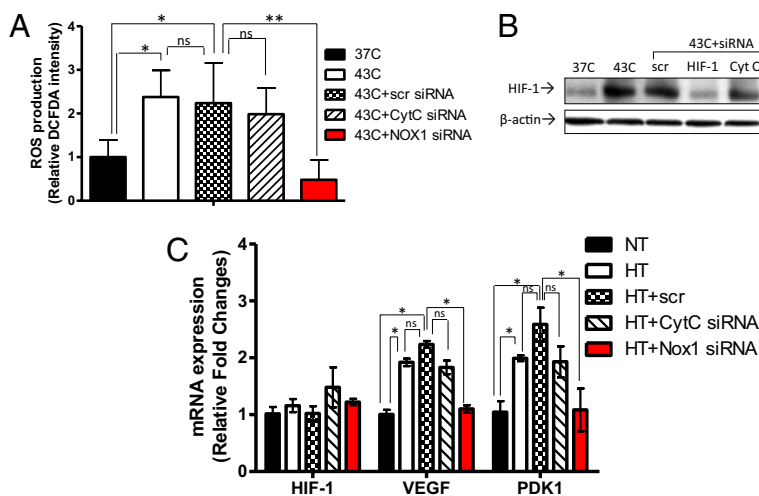 A
ROS production
(Relative DCFDA intensity)
4
3
2
1
0
*
**
*
ns
ns
37C
43C
43C+scr siRNA
43C+CytC siRNA
43C+NOX1 siRNA
B
43C+siRNA
37C 43C scr HIF-1 Cyt C
HIF-1→
β-actin→
C
mRNA expression
(Relative Fold Changes)
4
3
2
1
0
*
*
ns
*
ns
*
*
ns
*
ns
NT
HT
HT+scr
HT+CytC siRNA
HT+Nox1 siRNA
HIF-1 VEGF PDK1